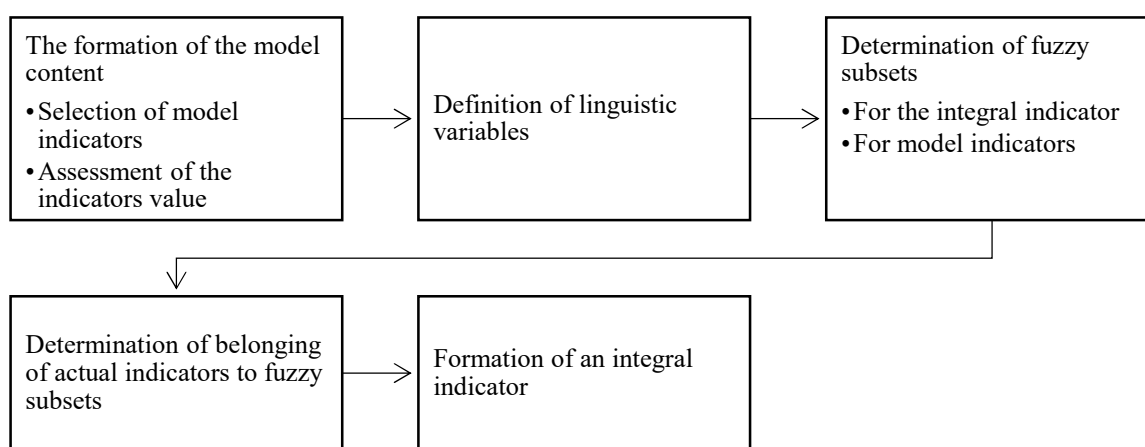 The formation of the model
content
•Selection of model
indicators
•Assessment of the
indicators value
Definition of linguistic
variables
Determination of fuzzy
subsets
•For the integral indicator
•For model indicators
Determination of belonging
of actual indicators to fuzzy
subsets
Formation of an integral
indicator